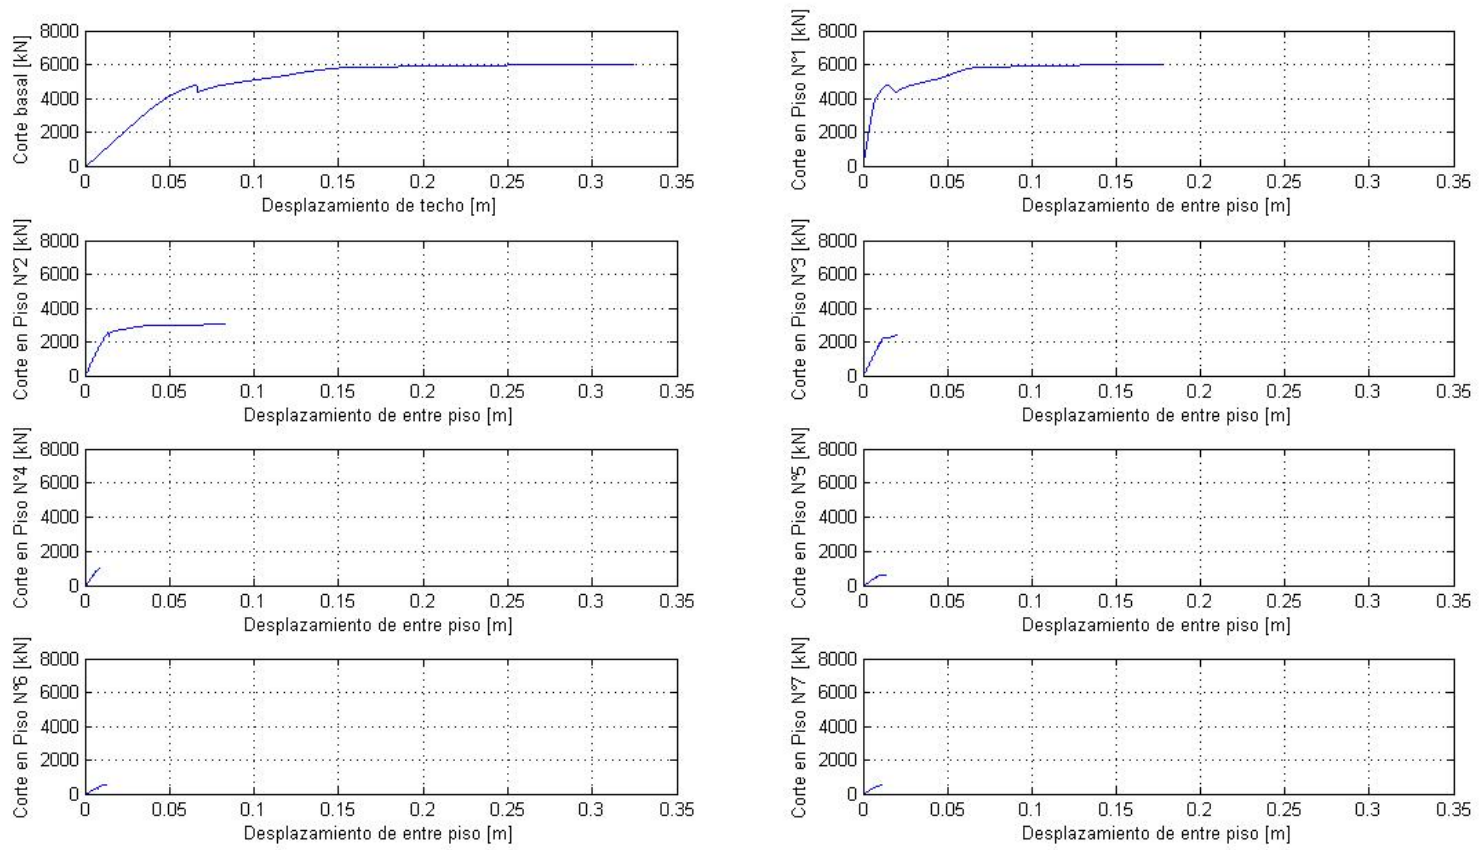 Corte basal [kN]
8000
6000
4000
2000
0
0 0.05 0.1 0.15 0.2 0.25 0.3 0.35
Desplazamiento de techo [m]
Corte en Piso N°1 [kN]
8000
6000
4000
2000
0
0 0.05 0.1 0.15 0.2 0.25 0.3 0.35
Desplazamiento de entre piso [m]
Corte en Piso N°2 [kN]
8000
6000
4000
2000
0
0 0.05 0.1 0.15 0.2 0.25 0.3 0.35
Desplazamiento de entre piso [m]
Corte en Piso N°3 [kN]
8000
6000
4000
2000
0
0 0.05 0.1 0.15 0.2 0.25 0.3 0.35
Desplazamiento de entre piso [m]
Corte en Piso N°4 [kN]
8000
6000
4000
2000
0
0 0.05 0.1 0.15 0.2 0.25 0.3 0.35
Desplazamiento de entre piso [m]
Corte en Piso N°5 [kN]
8000
6000
4000
2000
0
0 0.05 0.1 0.15 0.2 0.25 0.3 0.35
Desplazamiento de entre piso [m]
Corte en Piso N°6 [kN]
8000
6000
4000
2000
0
0 0.05 0.1 0.15 0.2 0.25 0.3 0.35
Desplazamiento de entre piso [m]
Corte en Piso N°7 [kN]
8000
6000
4000
2000
0
0 0.05 0.1 0.15 0.2 0.25 0.3 0.35
Desplazamiento de entre piso [m]